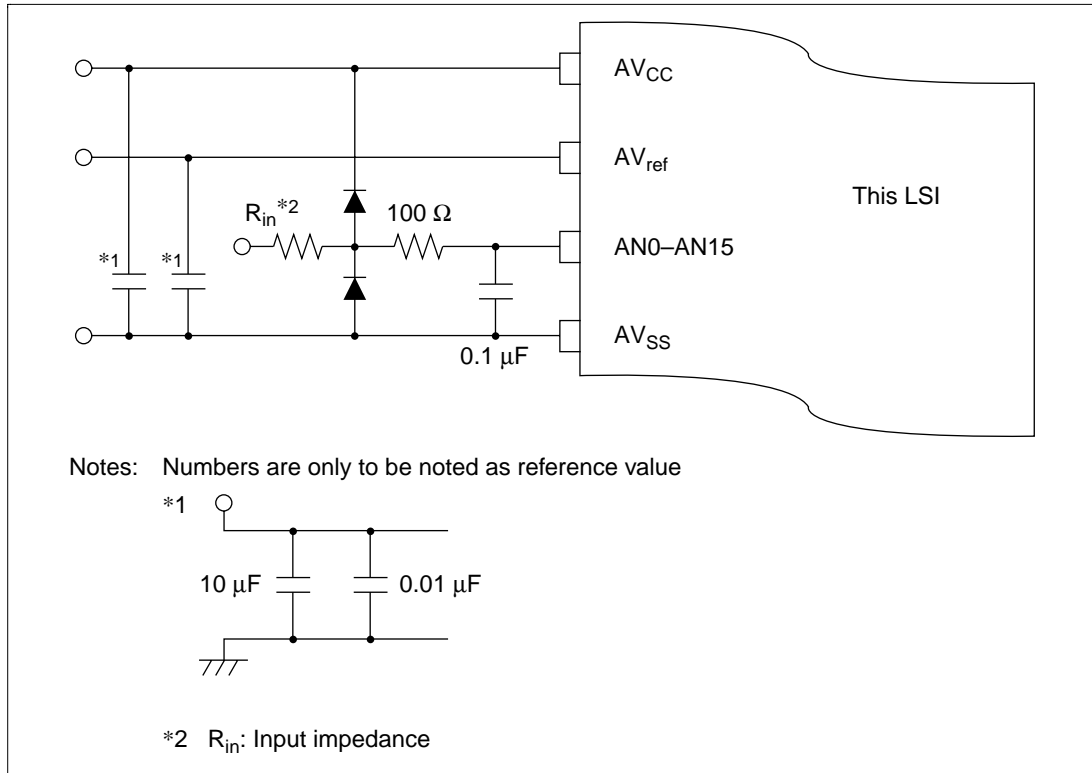 AVCC
AVref
This LSI
Rin*2
100 Ω
AN0–AN15
*1
*1
AVSS
0.1 μF
Notes: Numbers are only to be noted as reference value
*1
10 μF
0.01 μF
*2 Rin: Input impedance